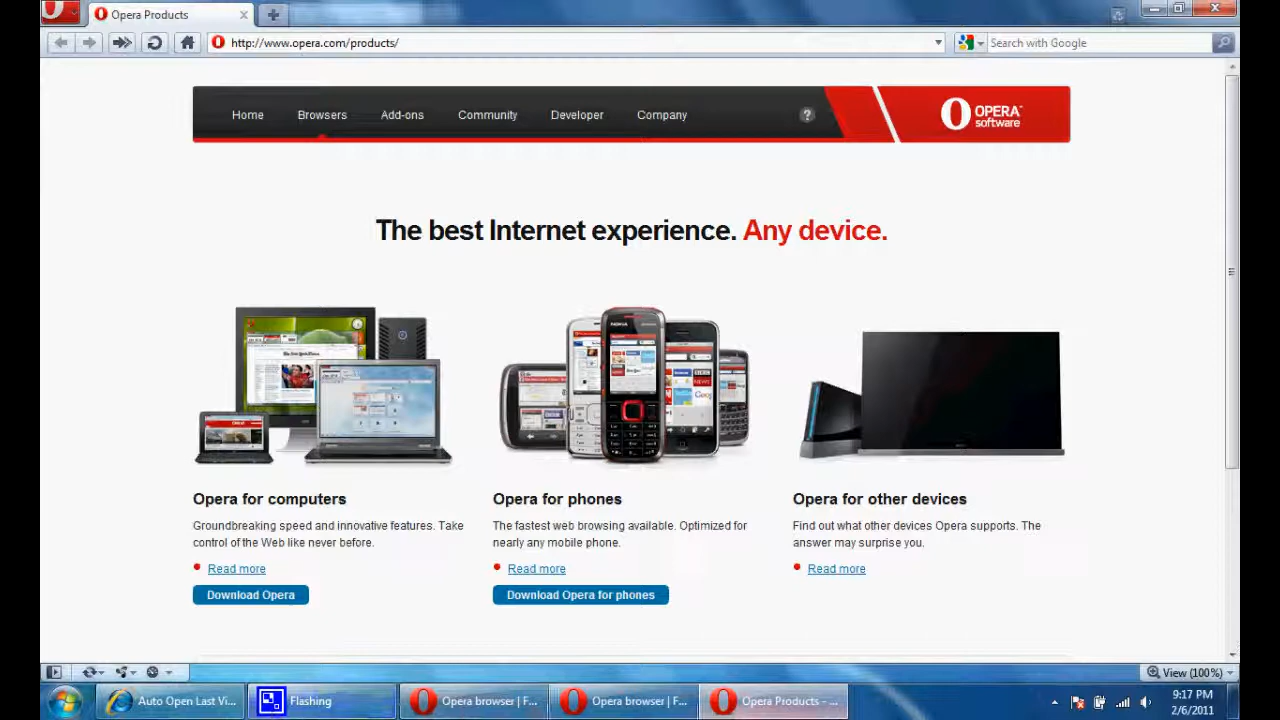 Opera Products
http://www.opera.com/products/
Search with Google
Home Browsers Add-ons Community Developer Company ?
OPERA software
The best Internet experience. Any device.
Opera for computers
Groundbreaking speed and innovative features. Take
control of the Web like never before.
Read more
Download Opera
Opera for phones
The fastest web browsing available. Optimized for
nearly any mobile phone.
Read more
Download Opera for phones
Opera for other devices
Find out what other devices Opera supports. The
answer may surprise you.
Read more
View (100%)
Auto Open Last Vi...
Flashing
Opera browser | F...
Opera browser | F...
Opera Products - ...
9:17 PM
2/6/2011